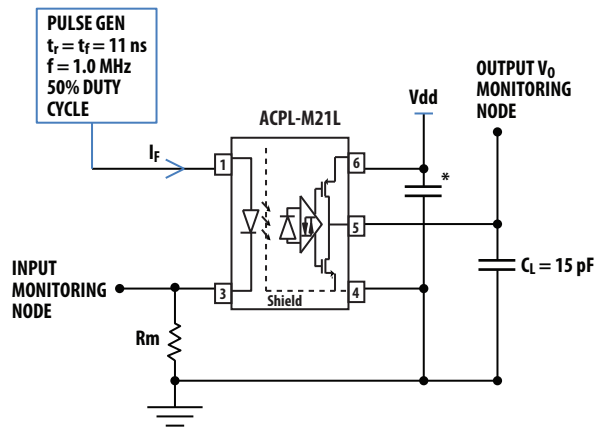 PULSE GEN
tr = tf = 11 ns
f = 1.0 MHz
50% DUTY
CYCLE
OUTPUT V0
MONITORING
NODE
Vdd
ACPL-M21L
IF
1
6
*
5
INPUT
MONITORING
NODE
3
Shield
4
CL = 15 pF
Rm